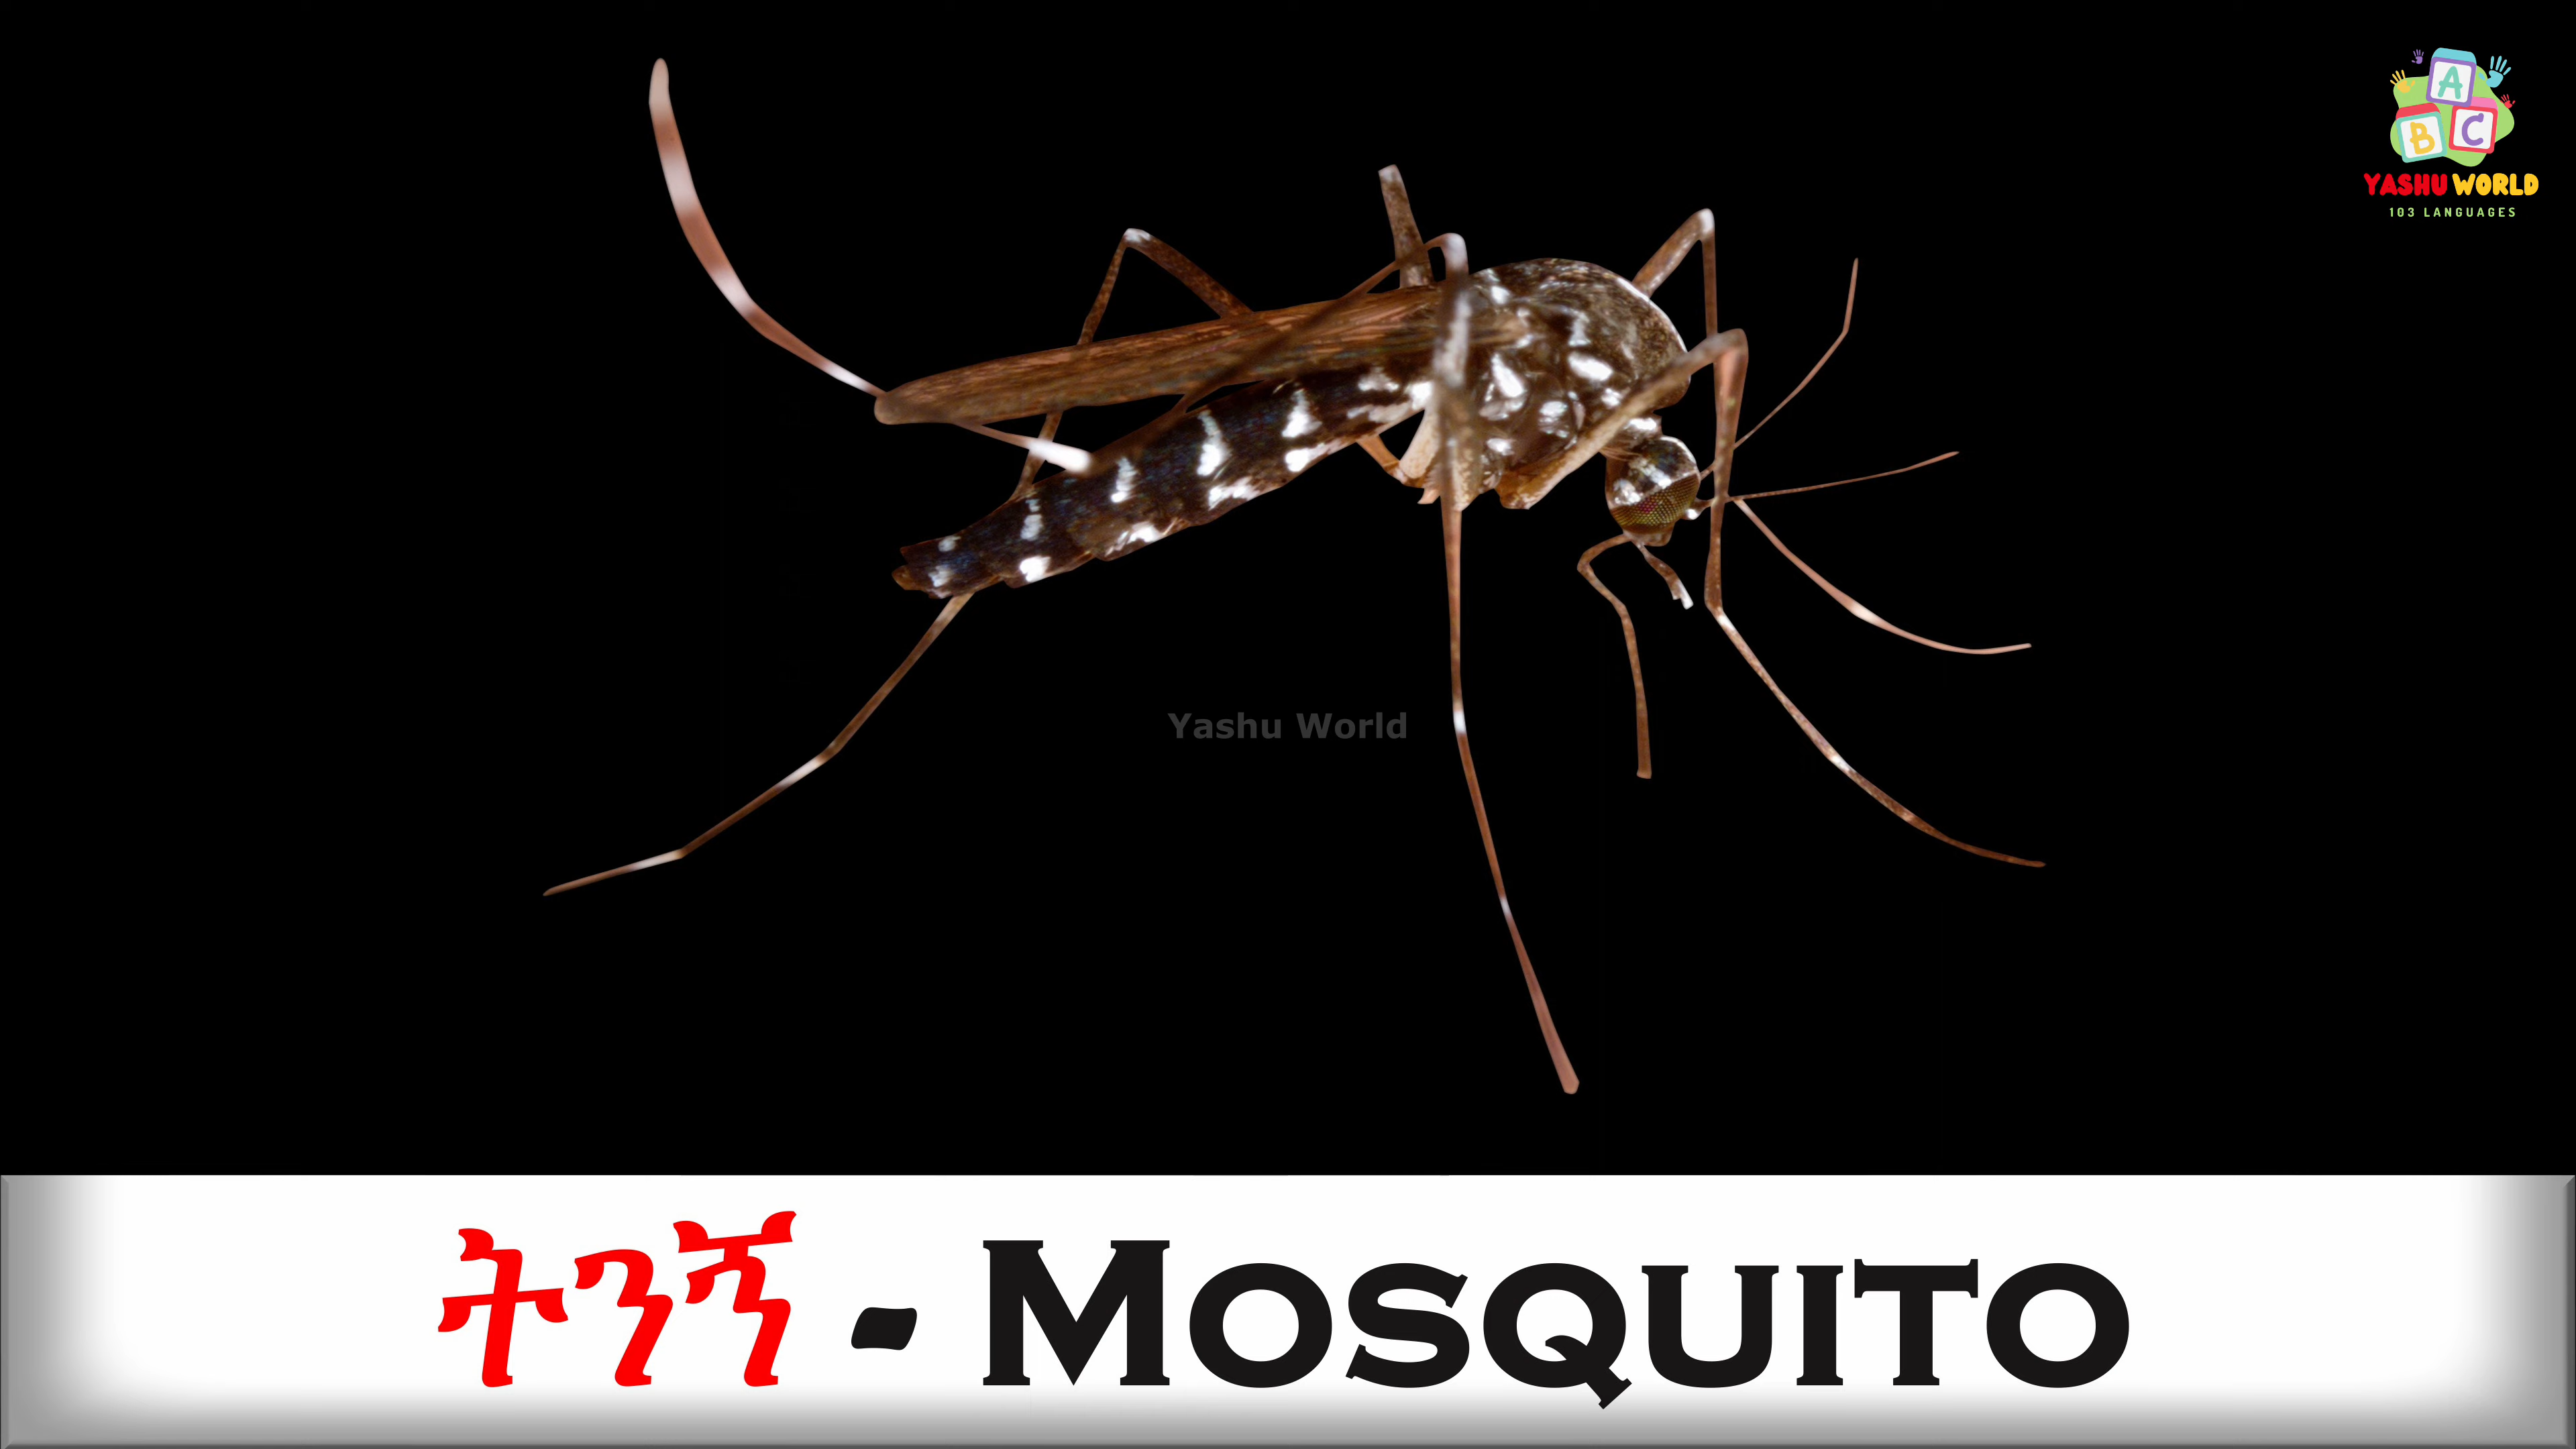 A
B C
YASHU WORLD
103 LANGUAGES
Yashu World
ትንኝ - MOSQUITO